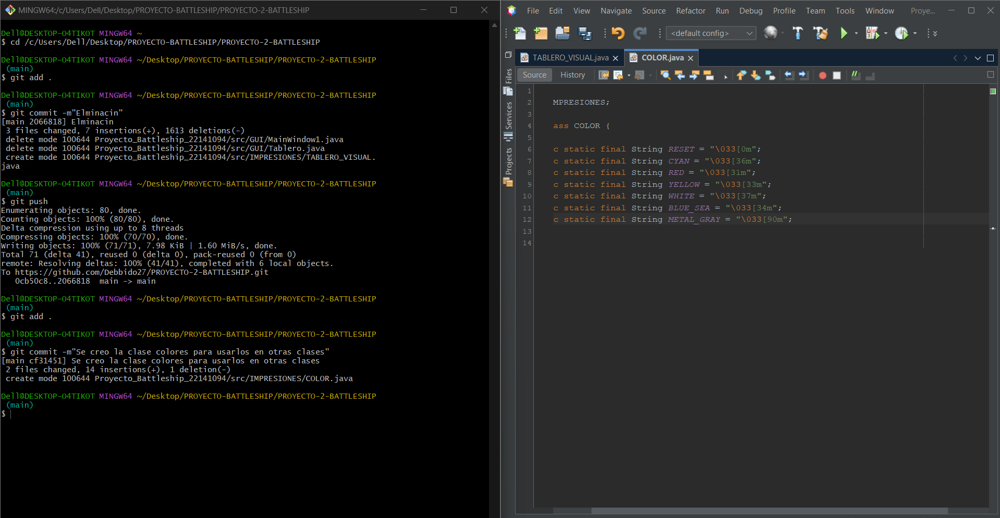 MINGW64:/c/Users/Dell/Desktop/PROYECTO-BATTLESHIP/PROYECTO-2-BATTLESHIP
Dell@DESKTOP-O4TIKOT MINGW64 ~
$ cd /c/Users/Dell/Desktop/PROYECTO-BATTLESHIP/PROYECTO-2-BATTLESHIP
Dell@DESKTOP-O4TIKOT MINGW64 ~/Desktop/PROYECTO-BATTLESHIP/PROYECTO-2-BATTLESHIP
(main)
$ git add .
Dell@DESKTOP-O4TIKOT MINGW64 ~/Desktop/PROYECTO-BATTLESHIP/PROYECTO-2-BATTLESHIP
(main)
$ git commit -m"Elminacin"
[main 2066818] Elminacin
3 files changed, 7 insertions(+), 1613 deletions(-)
delete mode 100644 Proyecto_Battleship_22141094/src/GUI/MainWindow1.java
delete mode 100644 Proyecto_Battleship_22141094/src/GUI/Tablero.java
create mode 100644 Proyecto_Battleship_22141094/src/IMPRESIONES/TABLERO_VISUAL.
java
Dell@DESKTOP-O4TIKOT MINGW64 ~/Desktop/PROYECTO-BATTLESHIP/PROYECTO-2-BATTLESHIP
(main)
$ git push
Enumerating objects: 80, done.
Counting objects: 100% (80/80), done.
Delta compression using up to 8 threads
Compressing objects: 100% (70/70), done.
Writing objects: 100% (71/71), 7.98 KiB | 1.60 MiB/s, done.
Total 71 (delta 41), reused 0 (delta 0), pack-reused 0 (from 0)
remote: Resolving deltas: 100% (41/41), completed with 6 local objects.
To https://github.com/Debbido27/PROYECTO-2-BATTLESHIP.git
0cb50c8..2066818  main -> main
Dell@DESKTOP-O4TIKOT MINGW64 ~/Desktop/PROYECTO-BATTLESHIP/PROYECTO-2-BATTLESHIP
(main)
$ git add .
Dell@DESKTOP-O4TIKOT MINGW64 ~/Desktop/PROYECTO-BATTLESHIP/PROYECTO-2-BATTLESHIP
(main)
$ git commit -m"Se creo la clase colores para usarlos en otras clases"
[main cf31451] Se creo la clase colores para usarlos en otras clases
2 files changed, 14 insertions(+), 1 deletion(-)
create mode 100644 Proyecto_Battleship_22141094/src/IMPRESIONES/COLOR.java
Dell@DESKTOP-O4TIKOT MINGW64 ~/Desktop/PROYECTO-BATTLESHIP/PROYECTO-2-BATTLESHIP
(main)
$
File Edit View Navigate Source Refactor Run Debug Profile Team Tools Window Proye...
<default config>
TABLERO_VISUAL.java COLOR.java
Source History
Files
Services
Projects
1
2 MPRESIONES;
3
4 ass COLOR {
5
6 c static final String RESET = "\033[0m";
7 c static final String CYAN = "\033[36m";
8 c static final String RED = "\033[31m";
9 c static final String YELLOW = "\033[33m";
10 c static final String WHITE = "\033[37m";
11 c static final String BLUE_SEA = "\033[34m";
12 c static final String METAL_GRAY = "\033[90m";
13
14